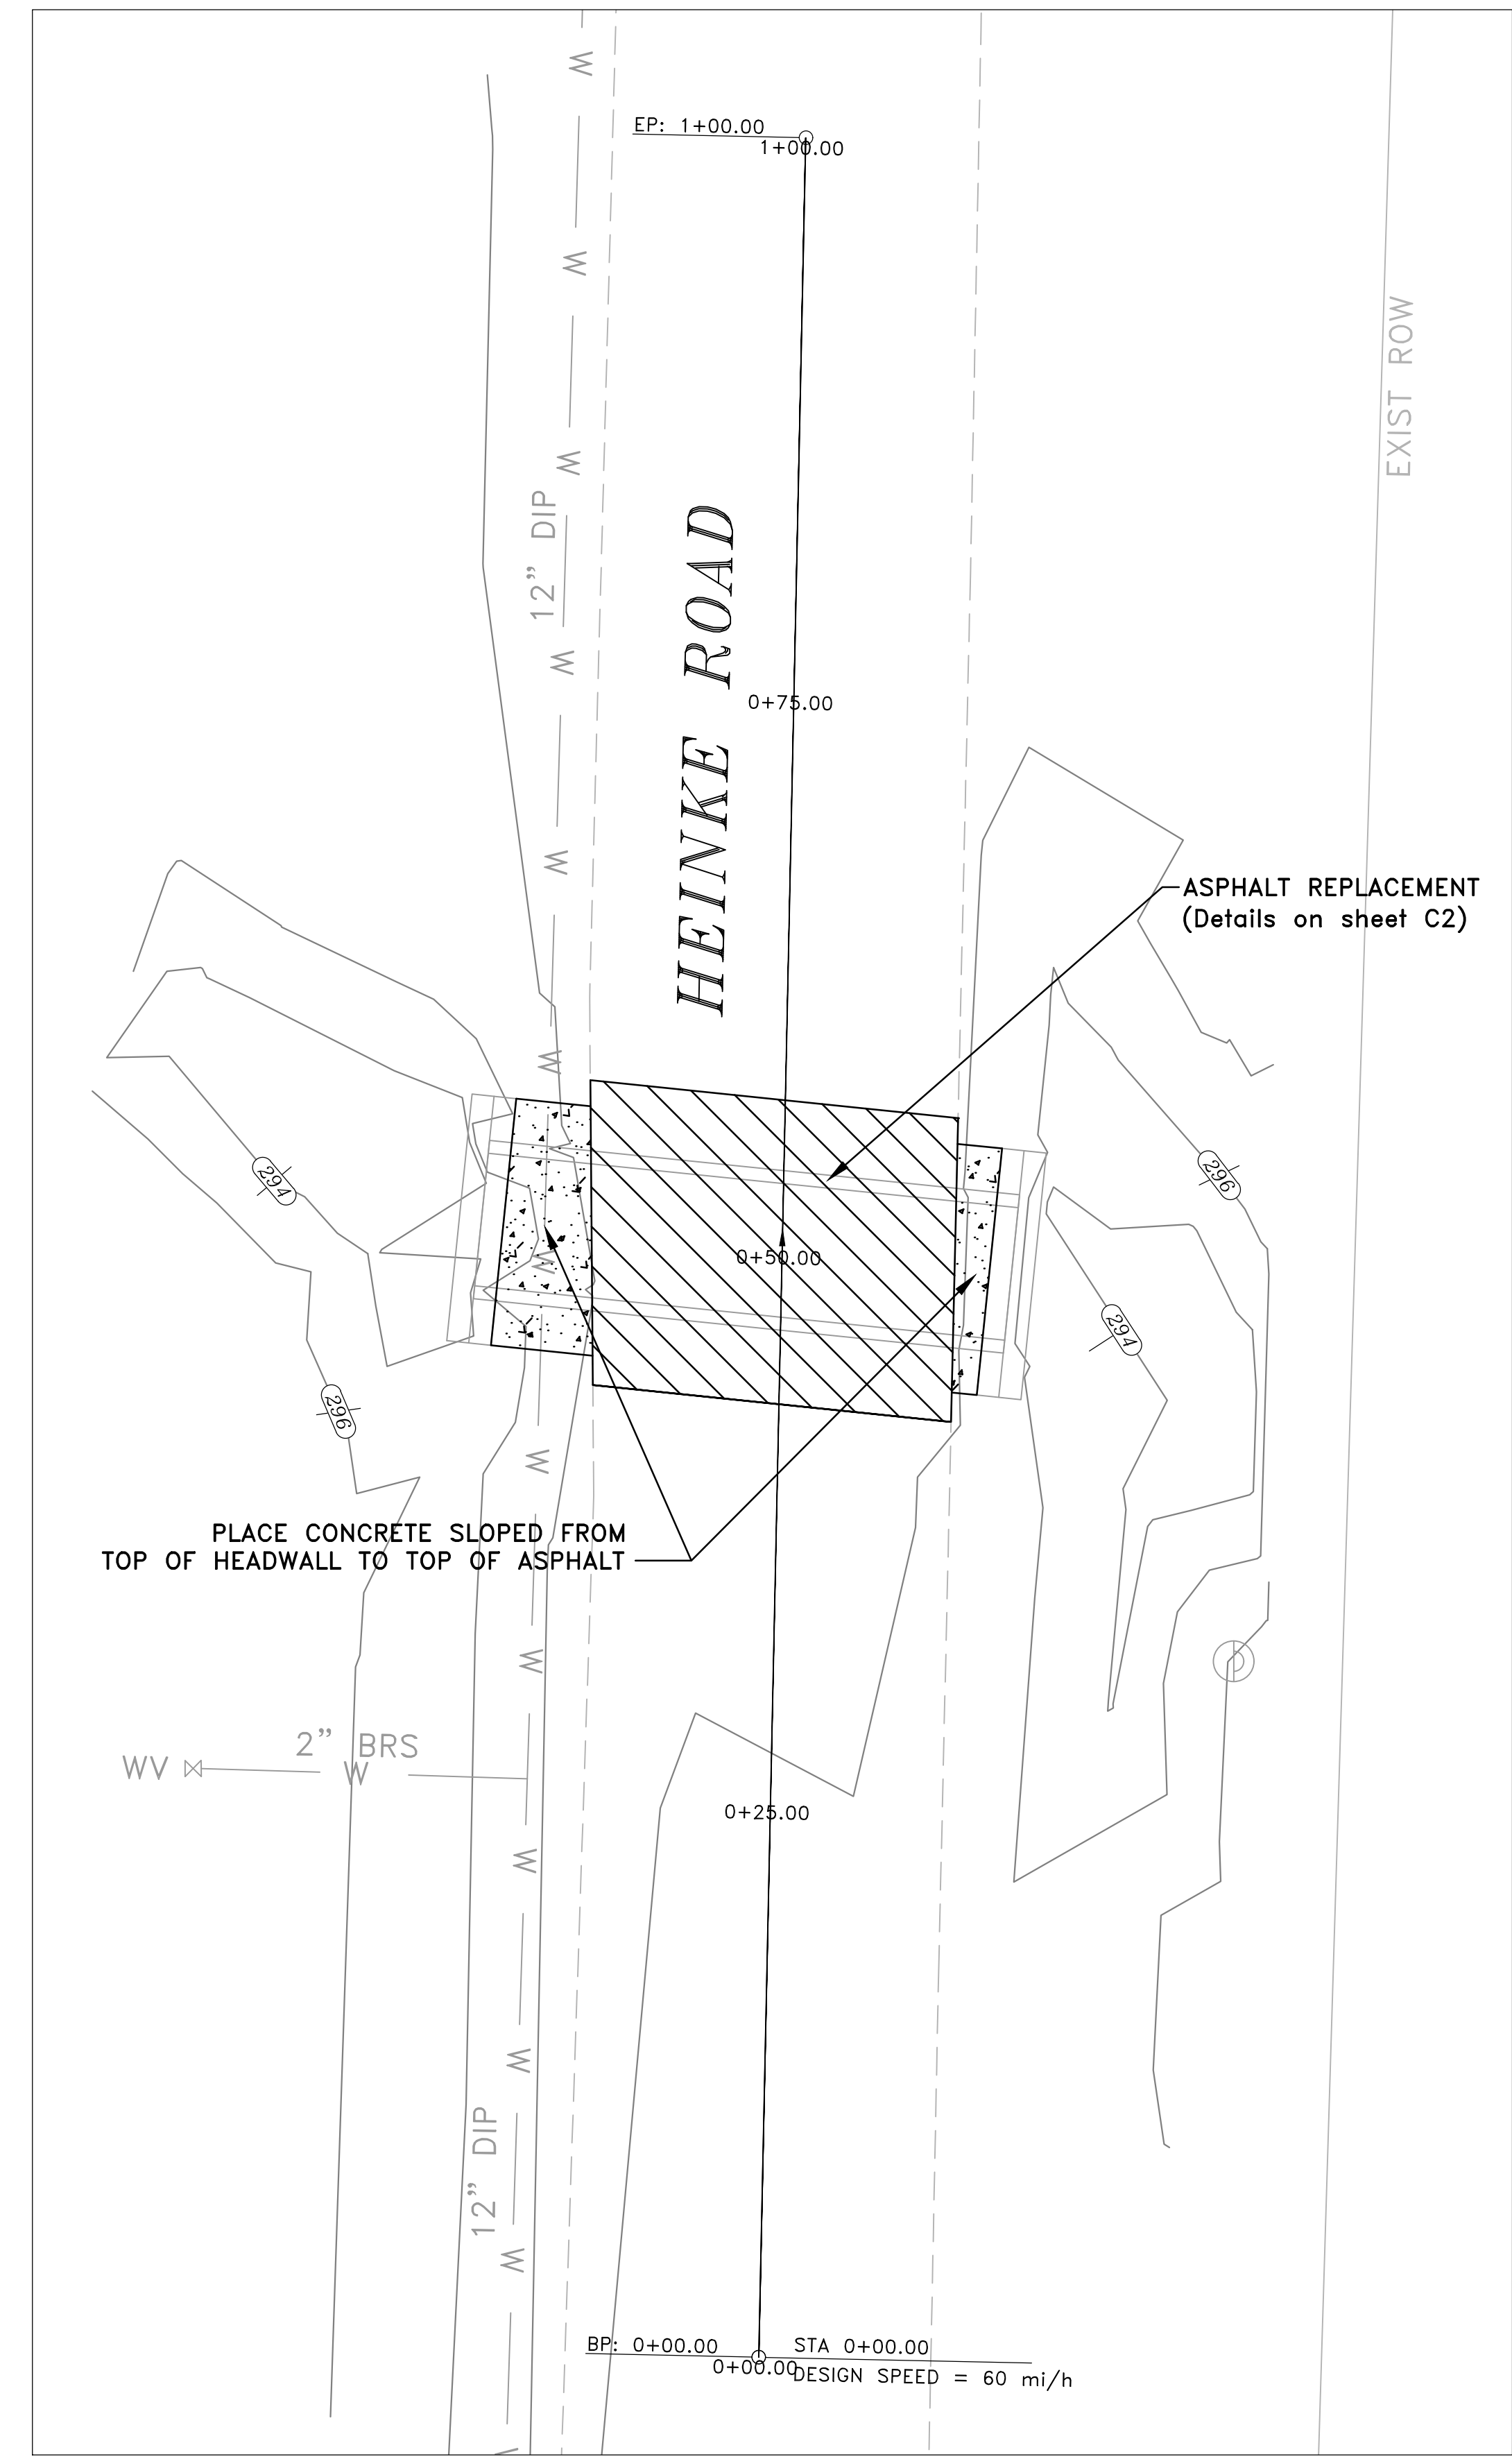 W
EP: 1+00.00
1+00.00
W
EXIST ROW
W
12" DIP
HEINKE ROAD
W
0+75.00
W
ASPHALT REPLACEMENT
(Details on sheet C2)
W
294
296
0+50.00
W
294
296
W
PLACE CONCRETE SLOPED FROM
TOP OF HEADWALL TO TOP OF ASPHALT
W
2" BRS
WV
W
0+25.00
W
W
12" DIP
W
BP: 0+00.00
STA 0+00.00
0+00.00
DESIGN SPEED = 60 mi/h